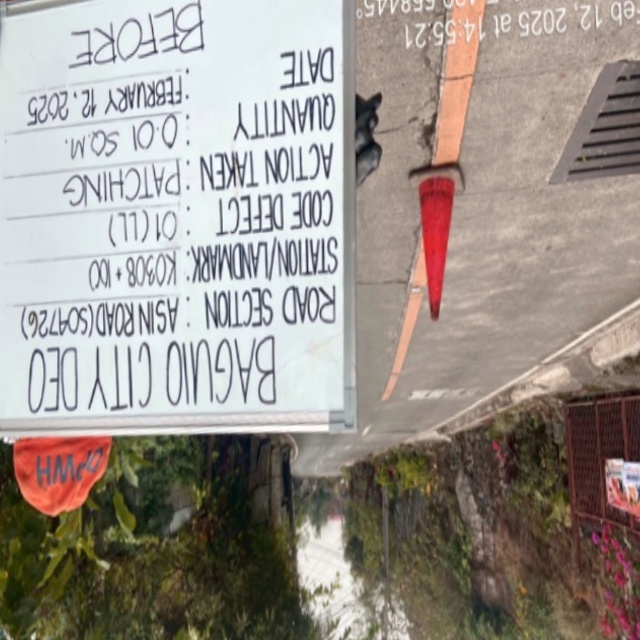 BAGUIO CITY DEO
ROAD SECTION : ASIN ROAD (S04726)
STATION/LANDMARK: K0308+100
CODE DEFECT : 01 (LL)
ACTION TAKEN : PATCHING
QUANTITY : 0.01 SQ.M.
DATE : FEBRUARY 12, 2025
BEFORE
DPWH
eb 12, 2025 at 14:55:21